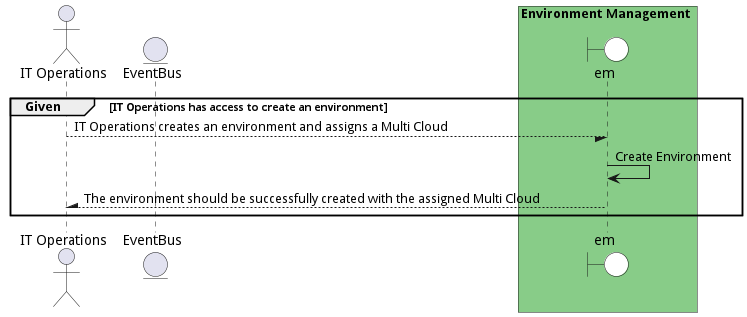 Environment Management
IT Operations
EventBus
em
Given
[IT Operations has access to create an environment]
IT Operations creates an environment and assigns a Multi Cloud
Create Environment
The environment should be successfully created with the assigned Multi Cloud
IT Operations
EventBus
em